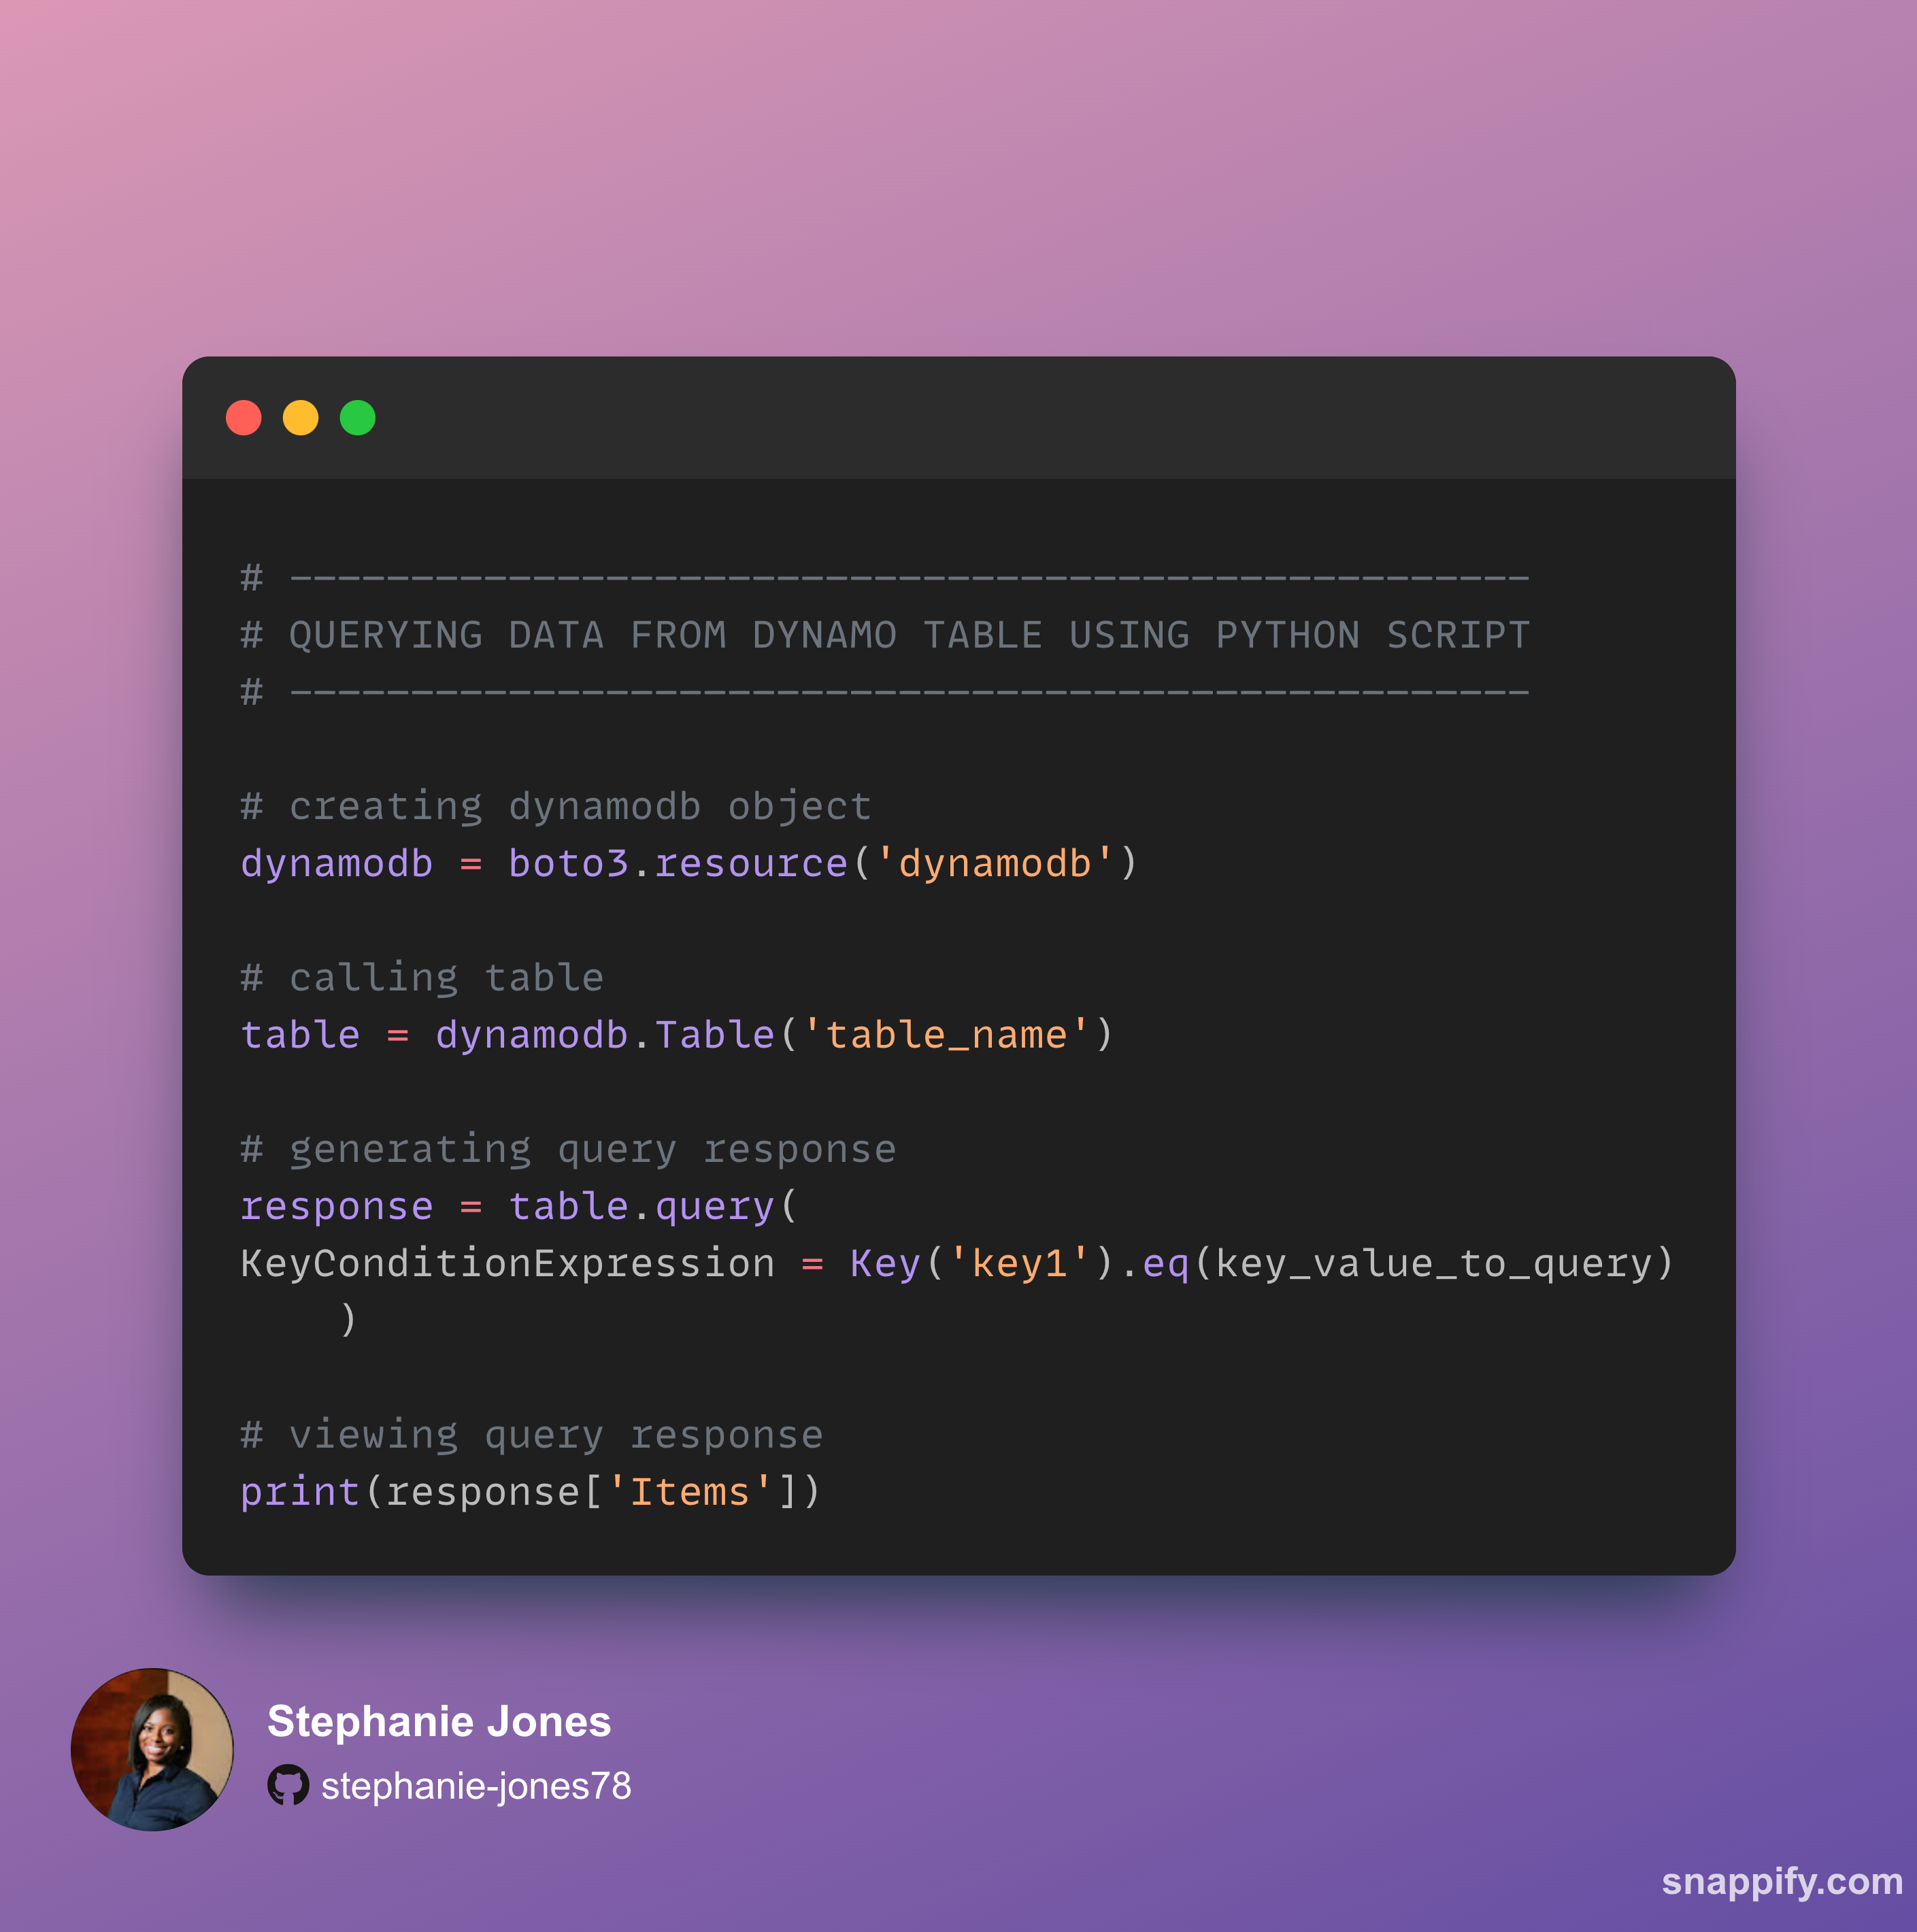 # ---------------------------------------------------
# QUERYING DATA FROM DYNAMO TABLE USING PYTHON SCRIPT
# ---------------------------------------------------
# creating dynamodb object
dynamodb = boto3.resource('dynamodb')
# calling table
table = dynamodb.Table('table_name')
# generating query response
response = table.query(
KeyConditionExpression = Key('key1').eq(key_value_to_query)
    )
# viewing query response
print(response['Items'])
Stephanie Jones
stephanie-jones78
snappify.com